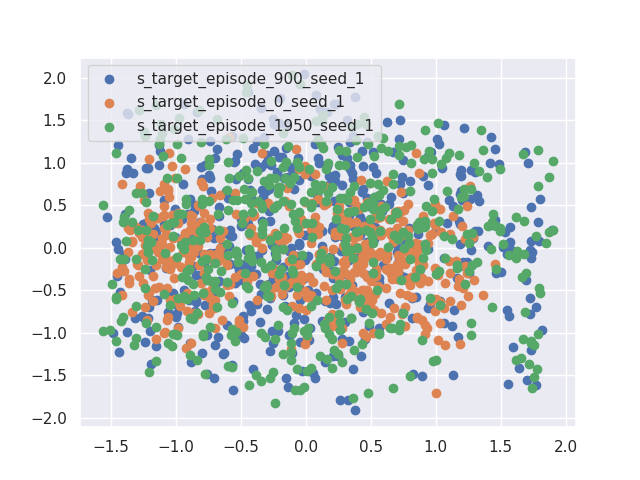 s_target_episode_900_seed_1
s_target_episode_0_seed_1
s_target_episode_1950_seed_1
2.0
1.5
1.0
0.5
0.0
−0.5
−1.0
−1.5
−2.0
−1.5 −1.0 −0.5 0.0 0.5 1.0 1.5 2.0